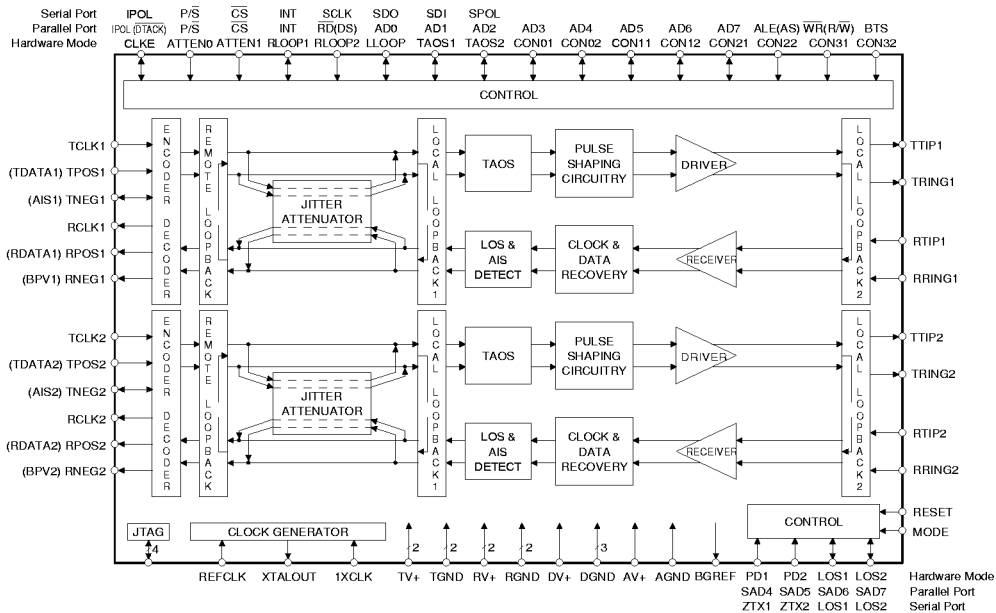 Serial Port IPOL P/S CS INT SCLK SDO SDI SPOL
Parallel Port IPOL (DTACK) P/S CS INT RD(DS) AD0 AD1 AD2 AD3 AD4 AD5 AD6 AD7 ALE(AS) WR(R/W) BTS
Hardware Mode CLKE ATTEN0 ATTEN1 RLOOP1 RLOOP2 LLOOP TAOS1 TAOS2 CON01 CON02 CON11 CON12 CON21 CON22 CON31 CON32
CONTROL
TCLK1
(TDATA1) TPOS1
(AIS1) TNEG1
RCLK1
(RDATA1) RPOS1
(BPV1) RNEG1
ENCODER DECODER
REMOTE LOOPBACK
JITTER
ATTENUATOR
LOCAL LOOPBACK1
TAOS
PULSE
SHAPING
CIRCUITRY
DRIVER
LOS &
AIS
DETECT
CLOCK &
DATA
RECOVERY
RECEIVER
LOCAL LOOPBACK2
TTIP1
TRING1
RTIP1
RRING1
TCLK2
(TDATA2) TPOS2
(AIS2) TNEG2
RCLK2
(RDATA2) RPOS2
(BPV2) RNEG2
ENCODER DECODER
REMOTE LOOPBACK
JITTER
ATTENUATOR
LOCAL LOOPBACK1
TAOS
PULSE
SHAPING
CIRCUITRY
DRIVER
LOS &
AIS
DETECT
CLOCK &
DATA
RECOVERY
RECEIVER
LOCAL LOOPBACK2
TTIP2
TRING2
RTIP2
RRING2
RESET
MODE
JTAG
4
CLOCK GENERATOR
2 2 2 2 3
CONTROL
REFCLK XTALOUT 1XCLK TV+ TGND RV+ RGND DV+ DGND AV+ AGND BGREF PD1 PD2 LOS1 LOS2 Hardware Mode
SAD4 SAD5 SAD6 SAD7 Parallel Port
ZTX1 ZTX2 LOS1 LOS2 Serial Port